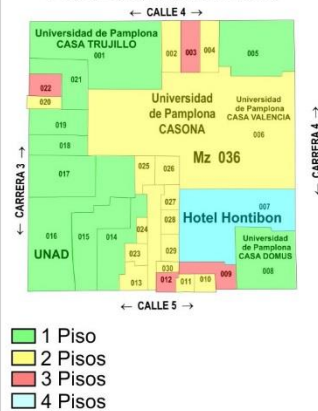 ← CALLE 4 →
Universidad de Pamplona
CASA TRUJILLO
001
002
003
004
005
021
022
020
019
018
017
Universidad
de Pamplona
CASONA
Universidad
de Pamplona
CASA VALENCIA
006
Mz 036
← CARRERA 3 →
← CARRERA 4 →
025
026
007
Hotel Hontibon
027
028
024
016
015
014
UNAD
023
029
Universidad
de Pamplona
CASA DOMUS
008
030
013
012
011
010
009
← CALLE 5 →
1 Piso
2 Pisos
3 Pisos
4 Pisos